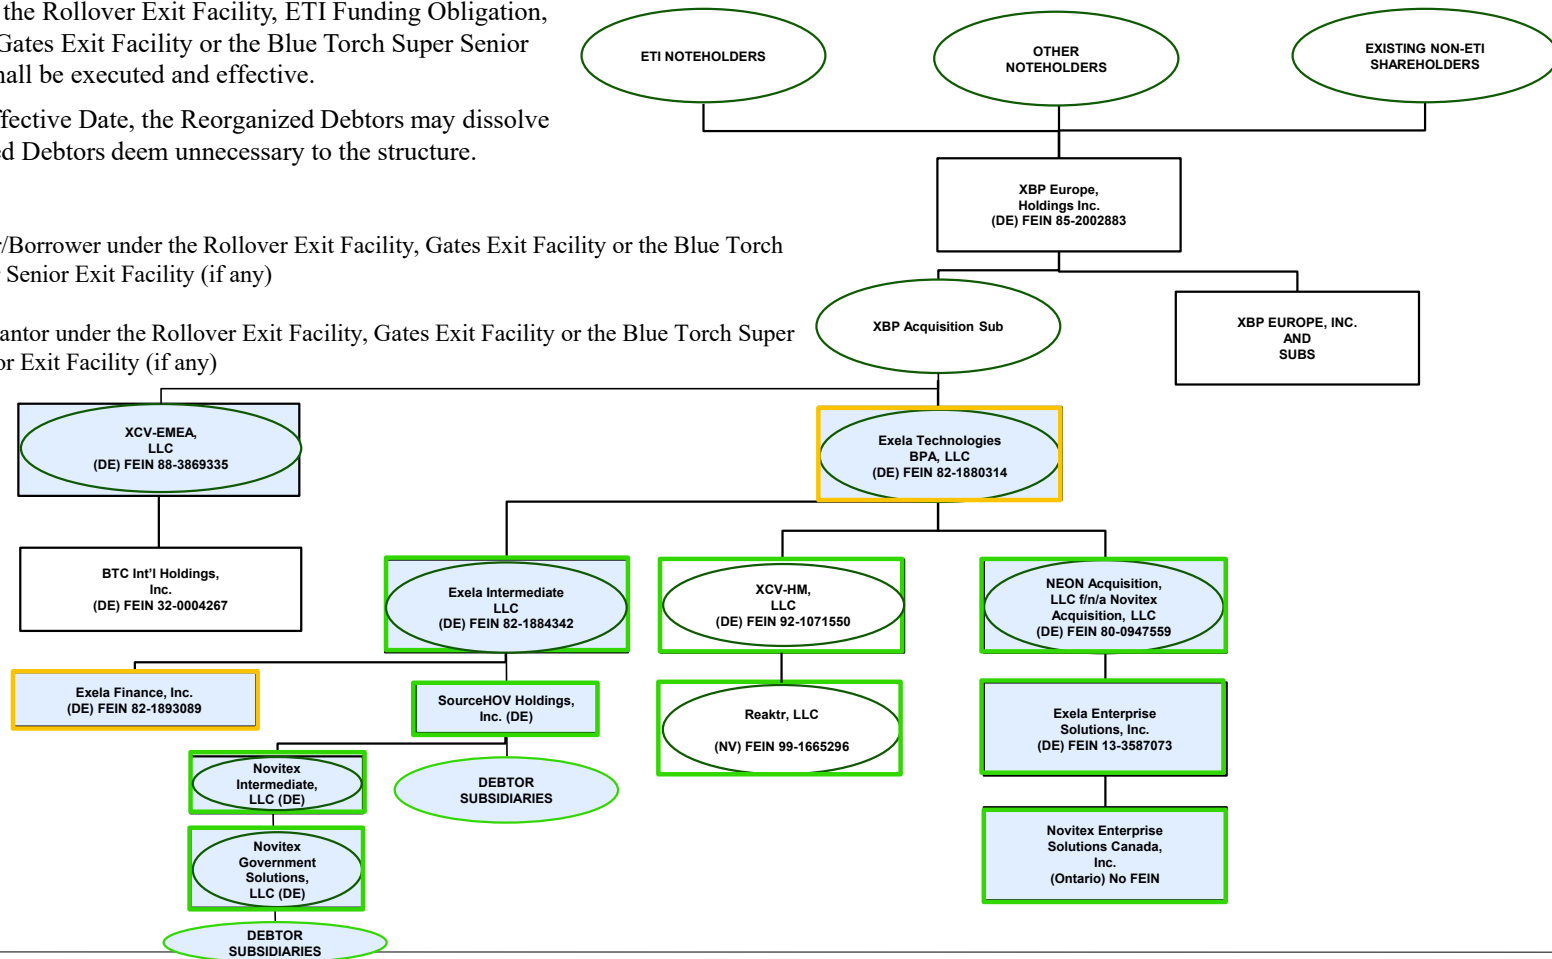 the Rollover Exit Facility, ETI Funding Obligation,
Gates Exit Facility or the Blue Torch Super Senior
hall be executed and effective.
ffective Date, the Reorganized Debtors may dissolve
ed Debtors deem unnecessary to the structure.
r/Borrower under the Rollover Exit Facility, Gates Exit Facility or the Blue Torch
r Senior Exit Facility (if any)
antor under the Rollover Exit Facility, Gates Exit Facility or the Blue Torch Super
or Exit Facility (if any)
ETI NOTEHOLDERS
OTHER
NOTEHOLDERS
EXISTING NON-ETI
SHAREHOLDERS
XBP Europe,
Holdings Inc.
(DE) FEIN 85-2002883
XBP Acquisition Sub
XBP EUROPE, INC.
AND
SUBS
XCV-EMEA,
LLC
(DE) FEIN 88-3869335
Exela Technologies
BPA, LLC
(DE) FEIN 82-1880314
BTC Int'l Holdings,
Inc.
(DE) FEIN 32-0004267
Exela Intermediate
LLC
(DE) FEIN 82-1884342
XCV-HM,
LLC
(DE) FEIN 92-1071550
NEON Acquisition,
LLC f/n/a Novitex
Acquisition, LLC
(DE) FEIN 80-0947559
Exela Finance, Inc.
(DE) FEIN 82-1893089
SourceHOV Holdings,
Inc. (DE)
Reaktr, LLC
(NV) FEIN 99-1665296
Exela Enterprise
Solutions, Inc.
(DE) FEIN 13-3587073
Novitex
Intermediate,
LLC (DE)
DEBTOR
SUBSIDIARIES
Novitex
Government
Solutions,
LLC (DE)
Novitex Enterprise
Solutions Canada,
Inc.
(Ontario) No FEIN
DEBTOR
SUBSIDIARIES